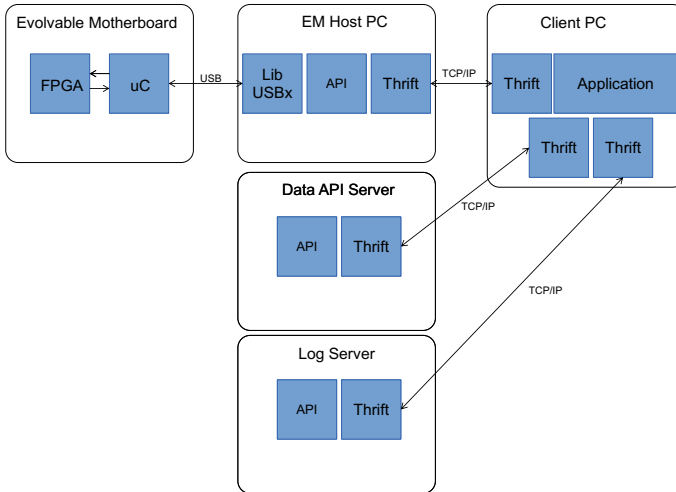 Evolvable Motherboard
EM Host PC
Client PC
FPGA
uC
USB
Lib
USBx
API
Thrift
TCP/IP
Thrift
Application
Thrift
Thrift
Data API Server
TCP/IP
API
Thrift
TCP/IP
Log Server
API
Thrift